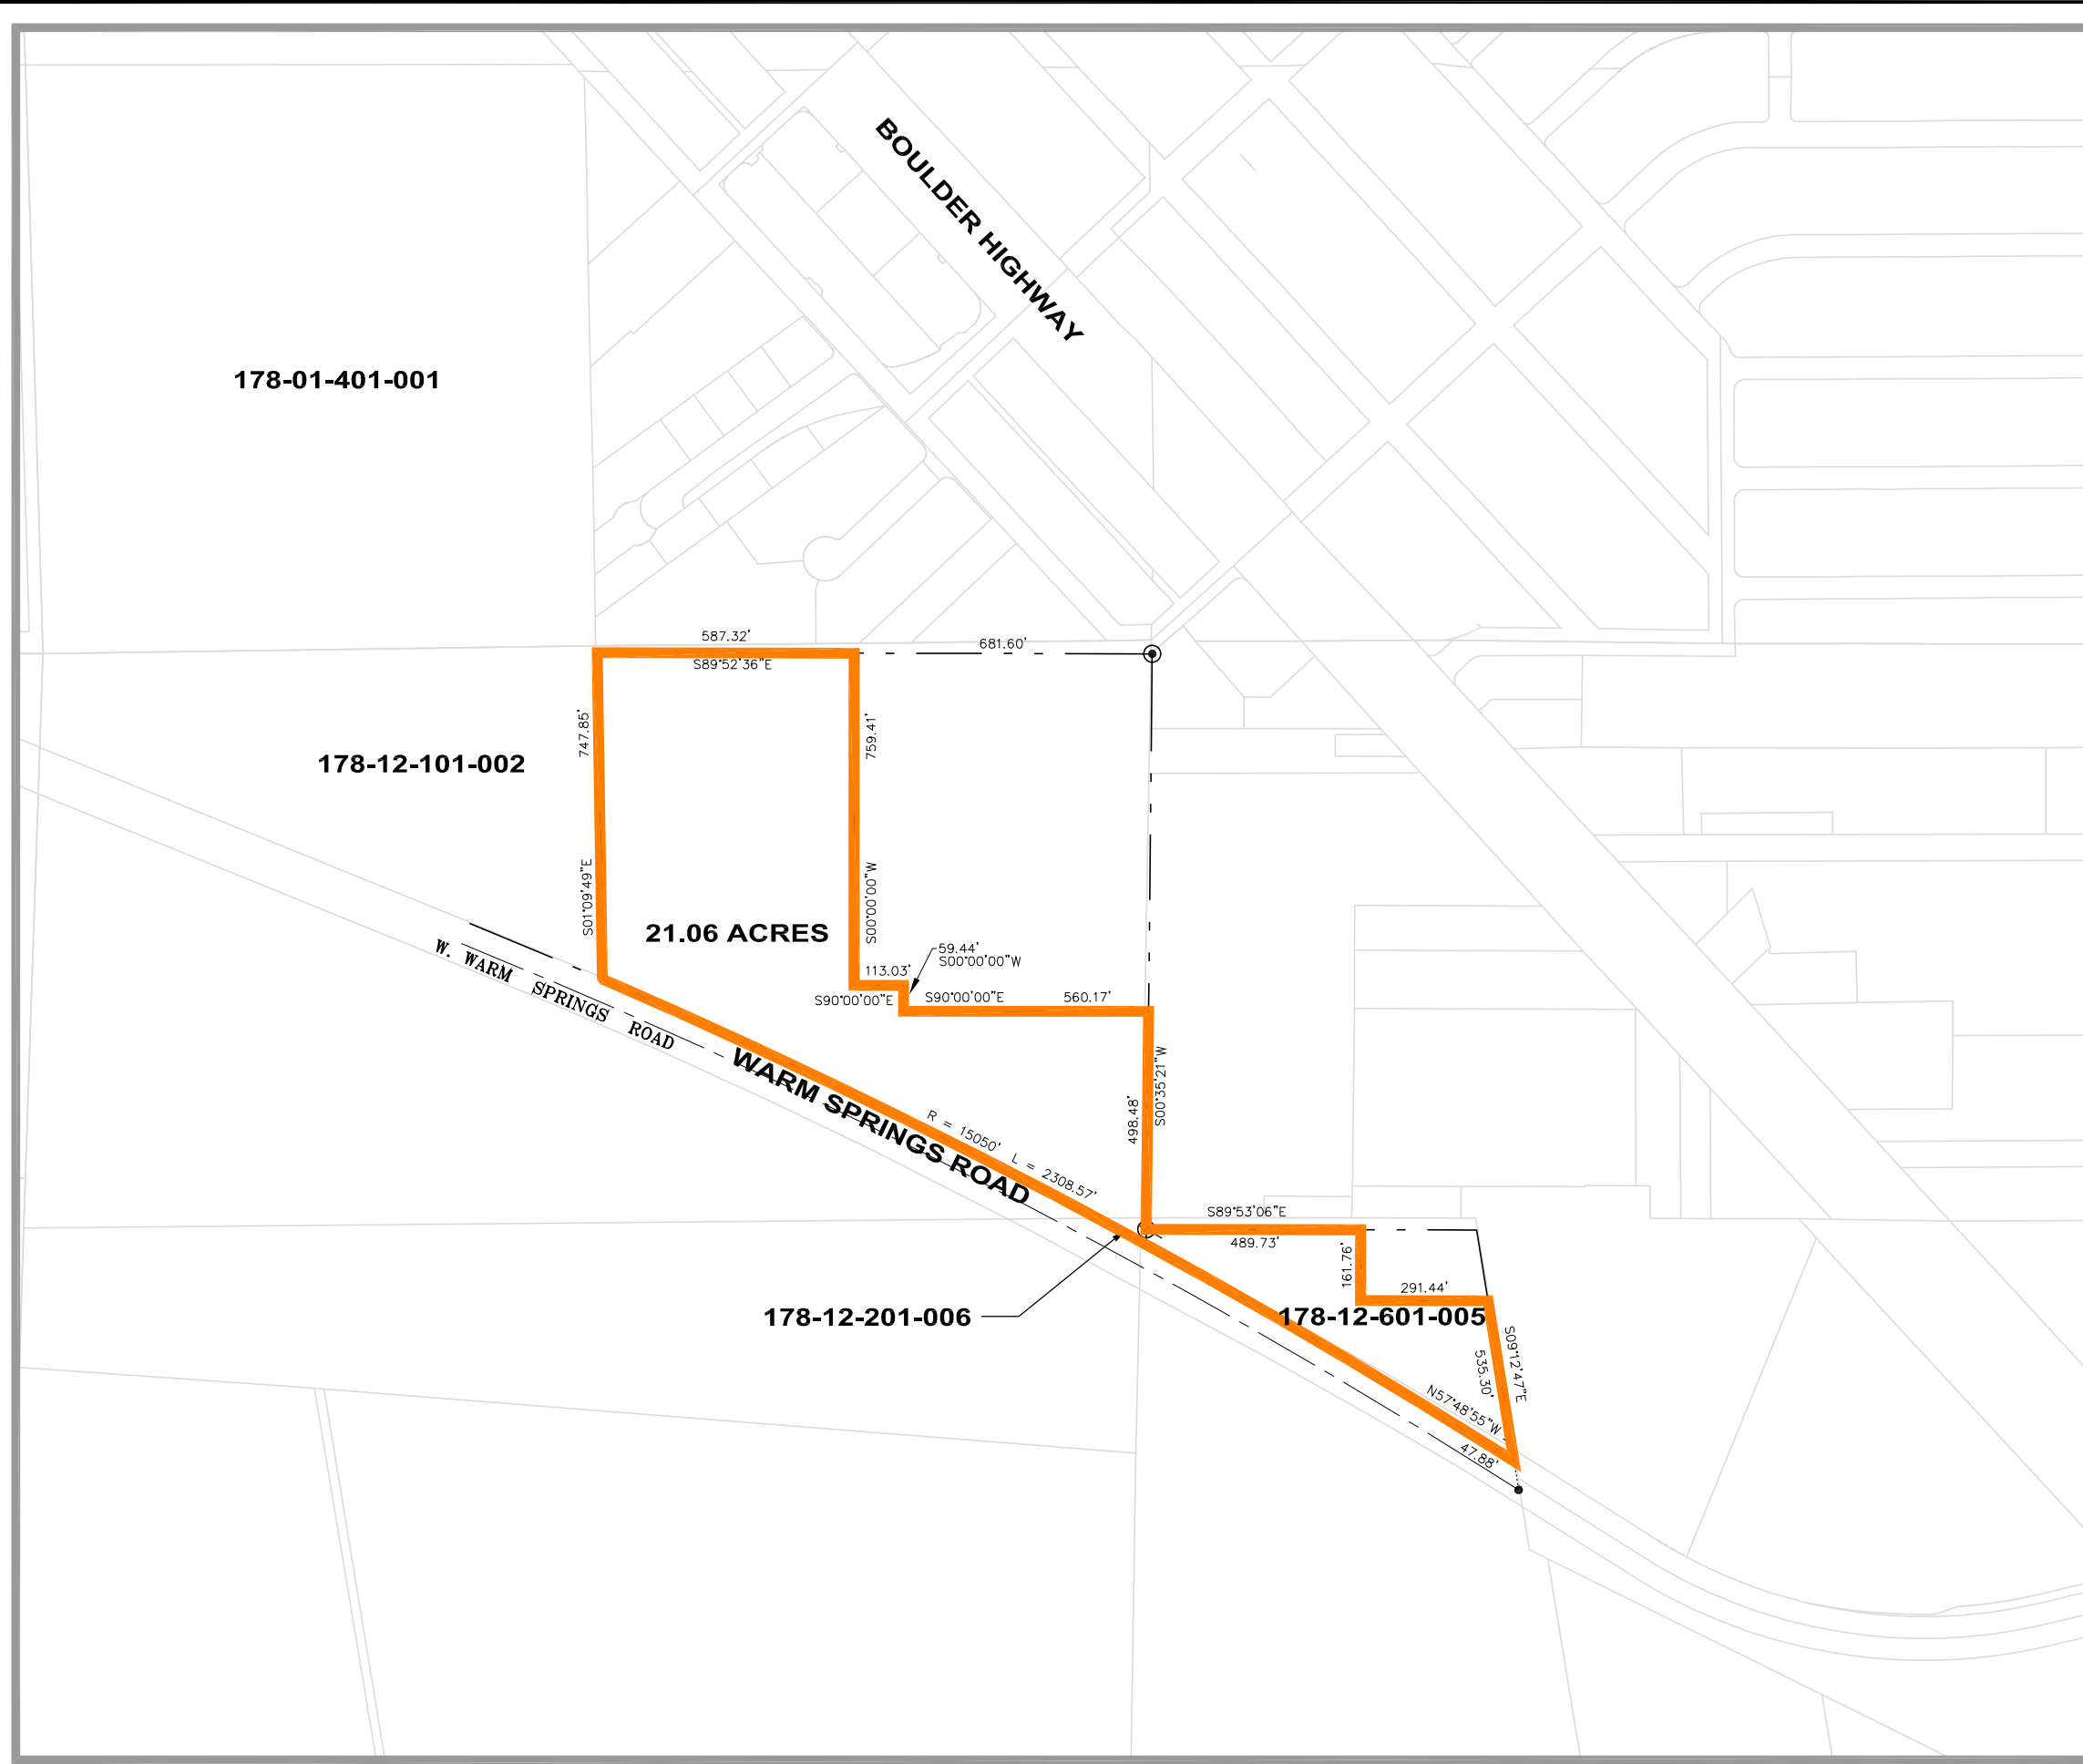 BOULDER HIGHWAY
178-01-401-001
587.32'
681.60'
S89°52'36"E
747.85'
759.41'
178-12-101-002
S01°09'49"E
S00°00'00"W
21.06 ACRES
59.44'
S00°00'00"W
113.03'
S90°00'00"E
S90°00'00"E
560.17'
W. WARM SPRINGS ROAD
WARM SPRINGS ROAD
R = 15050' L = 2308.57'
498.48'
S00°35'21"W
S89°53'06"E
489.73'
161.76'
291.44'
178-12-201-006
178-12-601-005
S09°12'47"E
535.30'
N57°48'55"W
47.88'